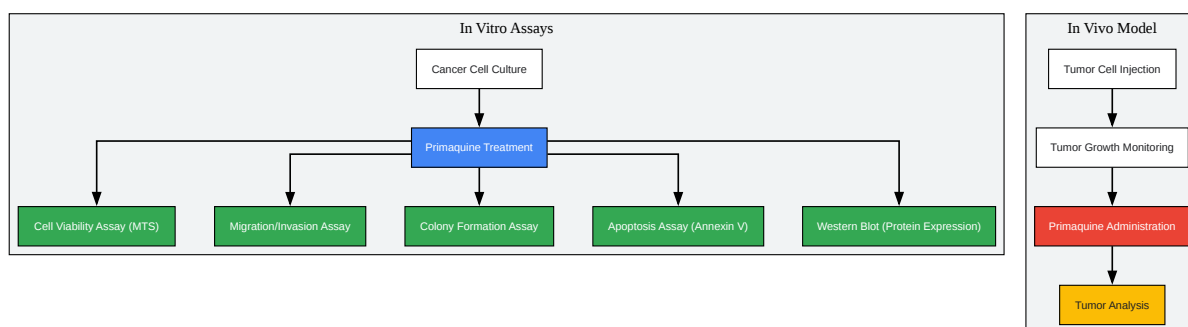 In Vitro Assays
Cancer Cell Culture
Primaquine Treatment
Cell Viability Assay (MTS)
Migration/Invasion Assay
Colony Formation Assay
Apoptosis Assay (Annexin V)
Western Blot (Protein Expression)
In Vivo Model
Tumor Cell Injection
Tumor Growth Monitoring
Primaquine Administration
Tumor Analysis